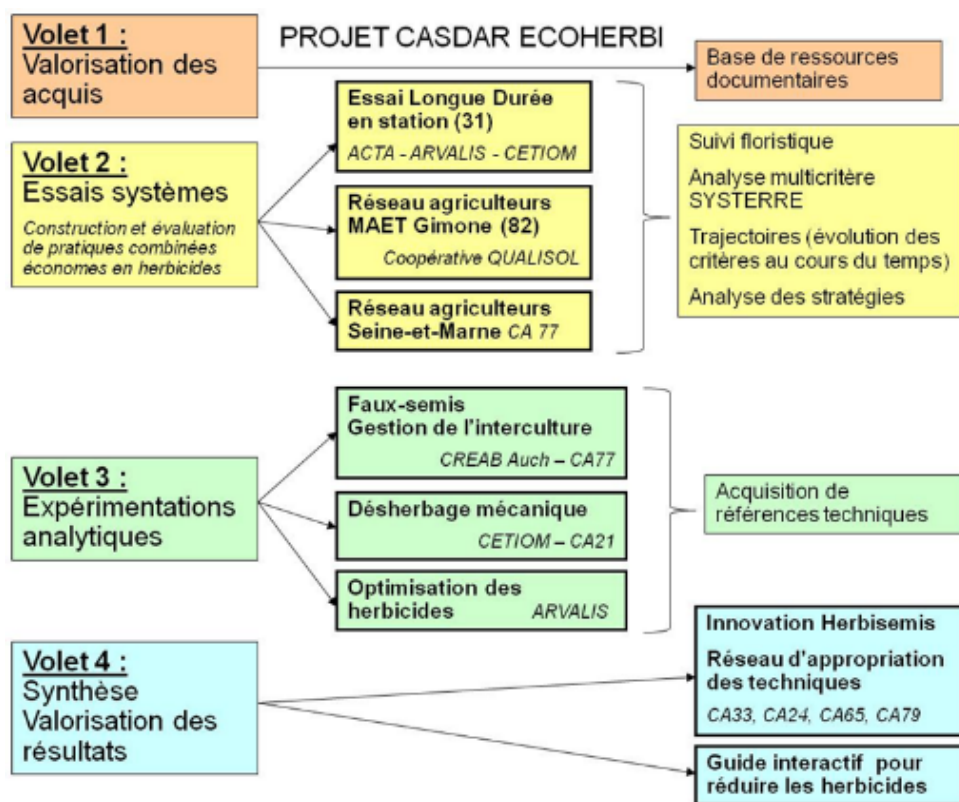 PROJET CASDAR ECOHERBI
Volet 1 :
Valorisation des
acquis
Base de ressources
documentaires
Volet 2 :
Essais systèmes
Construction et évaluation
de pratiques combinées
économes en herbicides
Essai Longue Durée
en station (31)
ACTA - ARVALIS - CETIOM
Réseau agriculteurs
MAET Gimone (82)
Coopérative QUALISOL
Réseau agriculteurs
Seine-et-Marne CA 77
Suivi floristique
Analyse multicritère
SYSTERRE
Trajectoires (évolution des
critères au cours du temps)
Analyse des stratégies
Volet 3 :
Expérimentations
analytiques
Faux-semis
Gestion de l'interculture
CREAB Auch – CA77
Désherbage mécanique
CETIOM – CA21
Optimisation des
herbicides ARVALIS
Acquisition de
références techniques
Volet 4 :
Synthèse
Valorisation des
résultats
Innovation Herbisemis
Réseau d'appropriation
des techniques
CA33, CA24, CA65, CA79
Guide interactif pour
réduire les herbicides